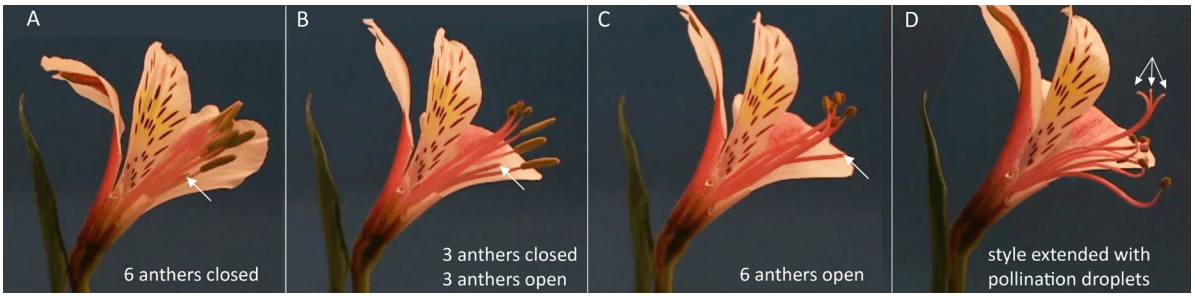 A
6 anthers closed
B
3 anthers closed
3 anthers open
C
6 anthers open
D
style extended with
pollination droplets